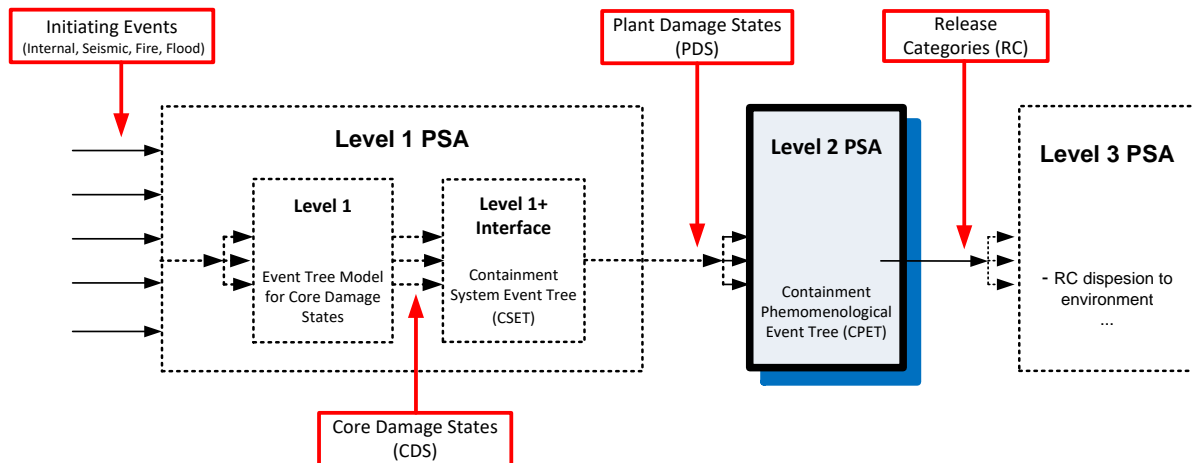 Initiating Events
(Internal, Seismic, Fire, Flood)
Plant Damage States
(PDS)
Release
Categories (RC)
Level 1 PSA
Level 1
Event Tree Model
for Core Damage
States
Level 1+
Interface
Containment
System Event Tree
(CSET)
Level 2 PSA
Containment
Phemomenological
Event Tree (CPET)
Level 3 PSA
- RC dispesion to
environment
...
Core Damage States
(CDS)